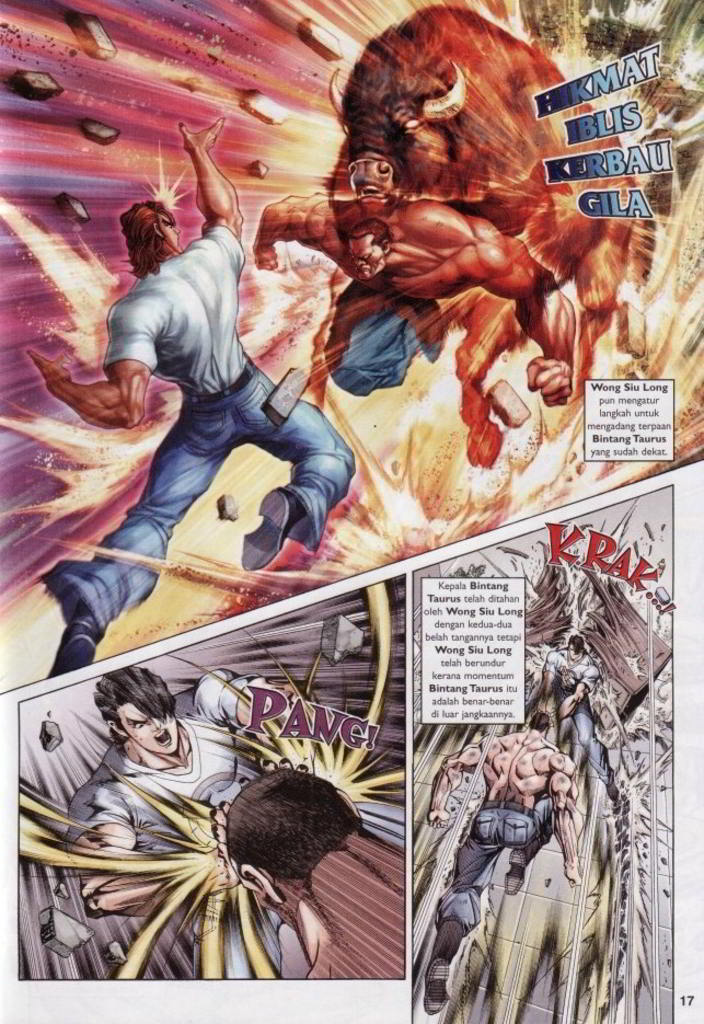 HIKMAT
IBLIS
KERBAU
GILA
Wong Siu Long
pun mengatur
langkah untuk
mengadang terpaan
Bintang Taurus
yang sudah dekat.
PANG!
Kepala Bintang
Taurus telah ditahan
oleh Wong Siu Long
dengan kedua-dua
belah tangannya tetapi
Wong Siu Long
telah berundur
kerana momentum
Bintang Taurus itu
adalah benar-benar
di luar jangkaannya.
KRAK...!
17